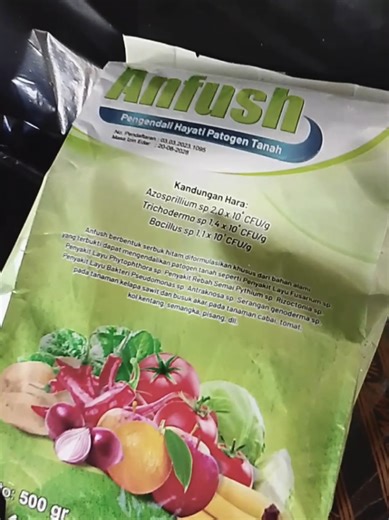 Anfush
Pengendali Hayati Patogen Tanah
No. Pendaftaran : 03.03.2023.1095
Masa Izin Edar : 20-08-2028
Kandungan Hara:
Azosprillium sp 2,0 x 10 CFU/g
Trichoderma sp 1,4 x 10 CFU/g
Bacillus sp 1,1 x 10 CFU/g
Anfush berbentuk serbuk hitam diformulasikan khusus dari bahan alam,
yang terbukti dapat mengendalikan patogen tanah seperti Penyakit Layu Fusarium sp.
Penyakit Layu Phytophthora sp. Penyakit Rebah Semai Pythium sp. Rizoctonia sp.
Penyakit Layu Bakteri Pseudomonas sp. Antraknosa sp. Serangan genoderma sp.
pada tanaman kelapa sawit dan busuk akar pada tanaman cabai, tomat,
kol, kentang, semangka, pisang, dll.
500 gr